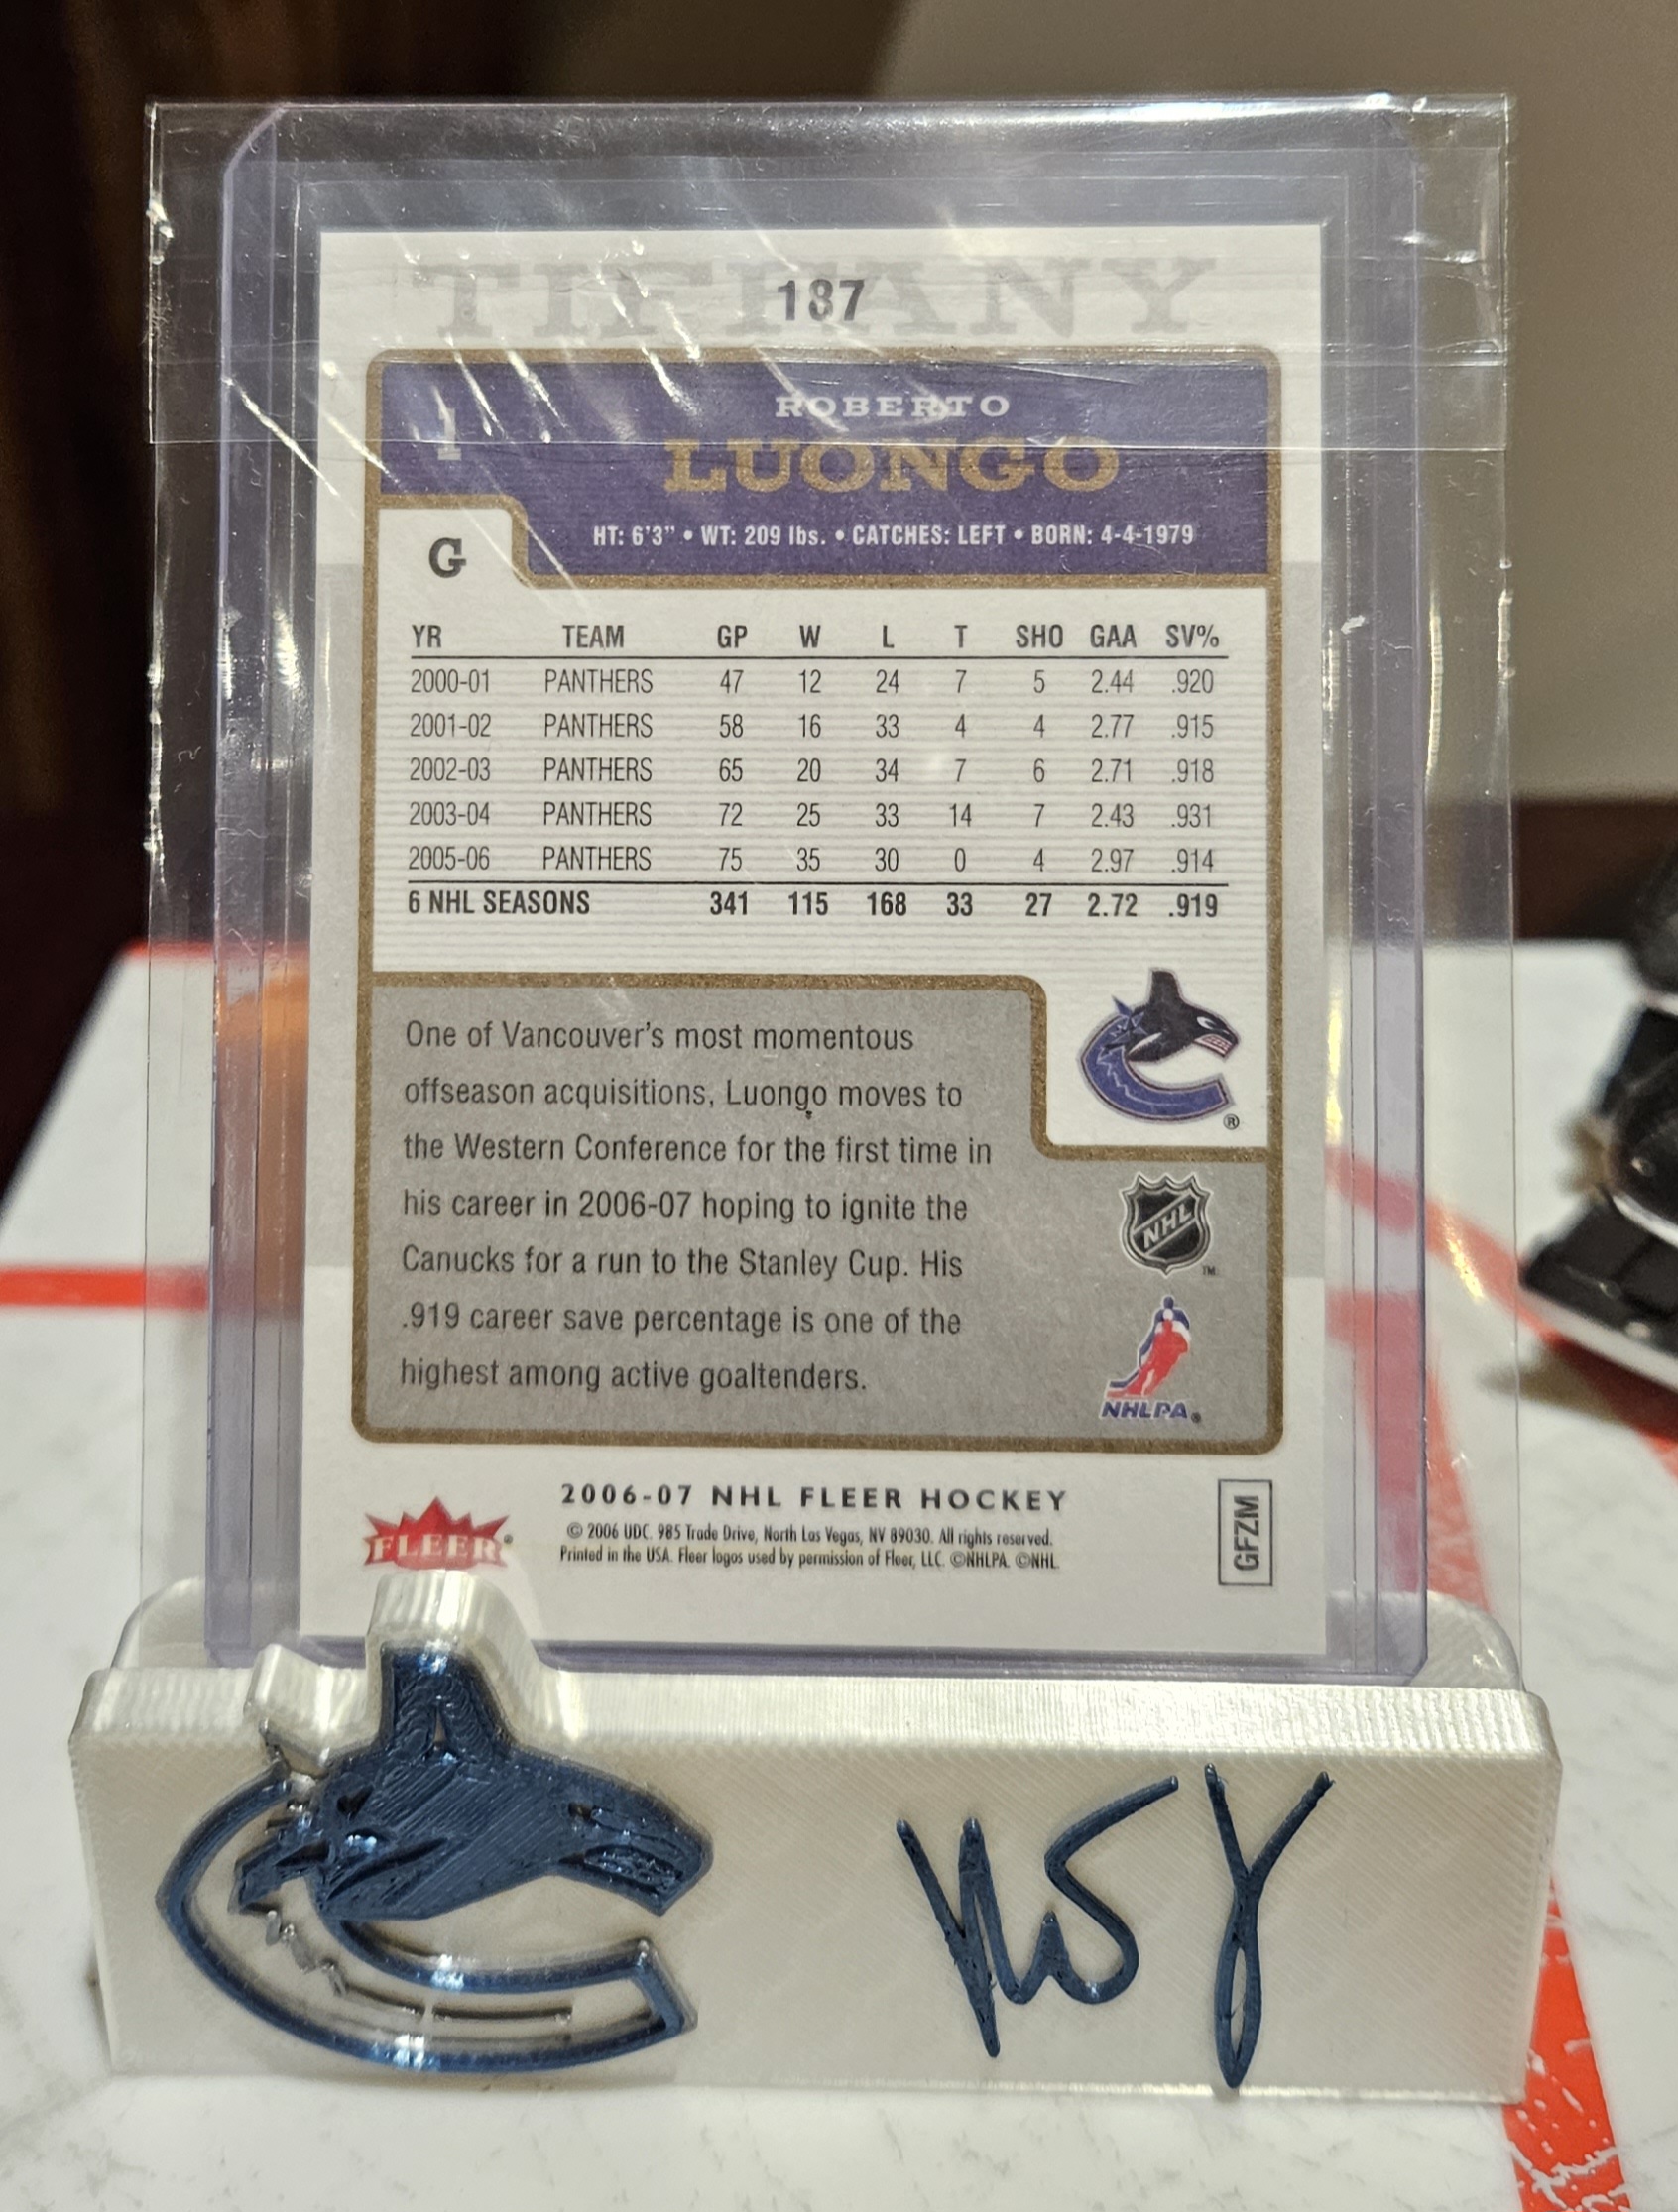 TIFFANY
187
1
ROBERTO
LUONGO
HT: 6'3" • WT: 209 lbs. • CATCHES: LEFT • BORN: 4-4-1979
G
YR TEAM GP W L T SHO GAA SV%
2000-01 PANTHERS 47 12 24 7 5 2.44 .920
2001-02 PANTHERS 58 16 33 4 4 2.77 .915
2002-03 PANTHERS 65 20 34 7 6 2.71 .918
2003-04 PANTHERS 72 25 33 14 7 2.43 .931
2005-06 PANTHERS 75 35 30 0 4 2.97 .914
6 NHL SEASONS 341 115 168 33 27 2.72 .919
One of Vancouver's most momentous
offseason acquisitions, Luongo moves to
the Western Conference for the first time in
his career in 2006-07 hoping to ignite the
Canucks for a run to the Stanley Cup. His
.919 career save percentage is one of the
highest among active goaltenders.
®
NHL
TM
NHLPA®
FLEER®
2006-07 NHL FLEER HOCKEY
© 2006 UDC. 985 Trade Drive, North Las Vegas, NV 89030. All rights reserved.
Printed in the USA. Fleer logos used by permission of Fleer, LLC. ©NHLPA. ©NHL.
GFZM